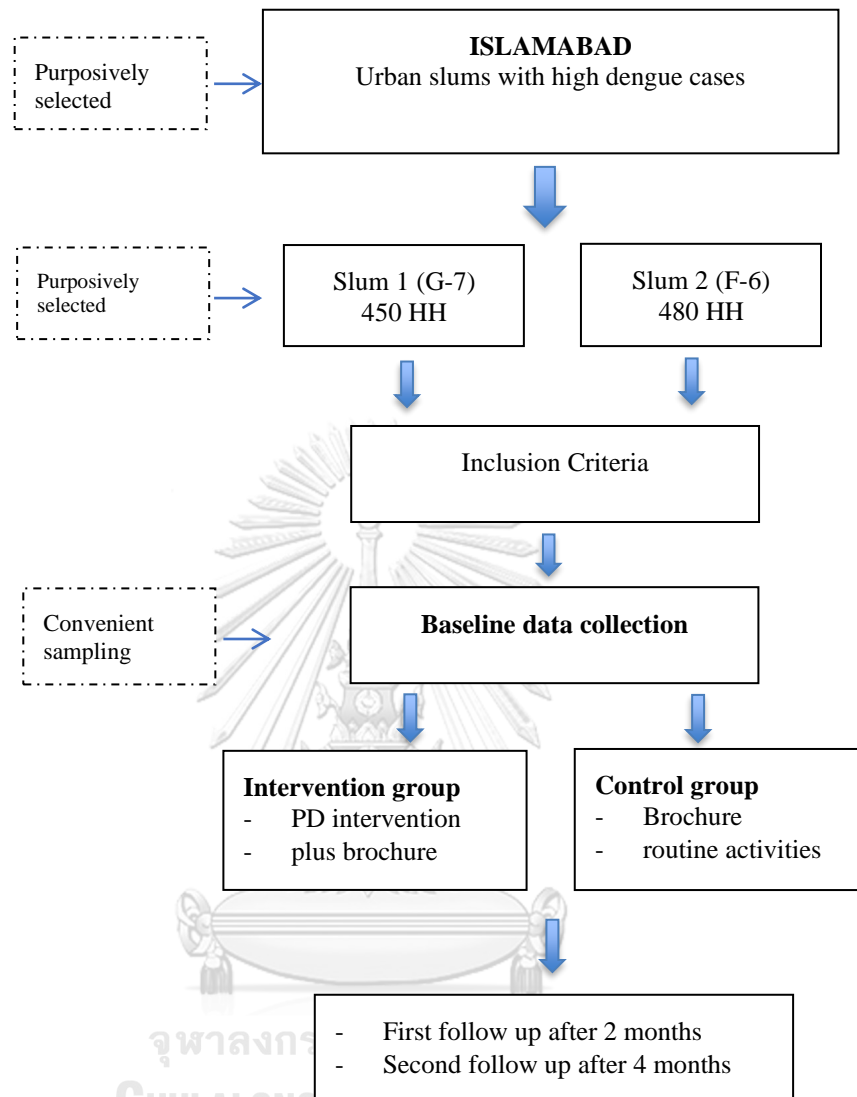 ISLAMABAD
Urban slums with high dengue cases
Purposively
selected
Purposively
selected
Slum 1 (G-7)
450 HH
Slum 2 (F-6)
480 HH
Inclusion Criteria
Convenient
sampling
Baseline data collection
Intervention group
- PD intervention
- plus brochure
Control group
- Brochure
- routine activities
- First follow up after 2 months
- Second follow up after 4 months